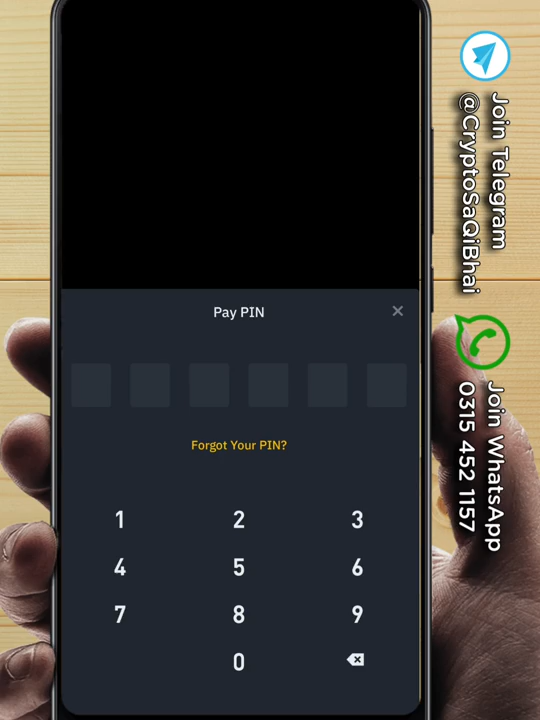 Pay PIN
Forgot Your PIN?
1 2 3
4 5 6
7 8 9
0
Join Telegram
@CryptoSaQiBhai
Join WhatsApp
0315 452 1157